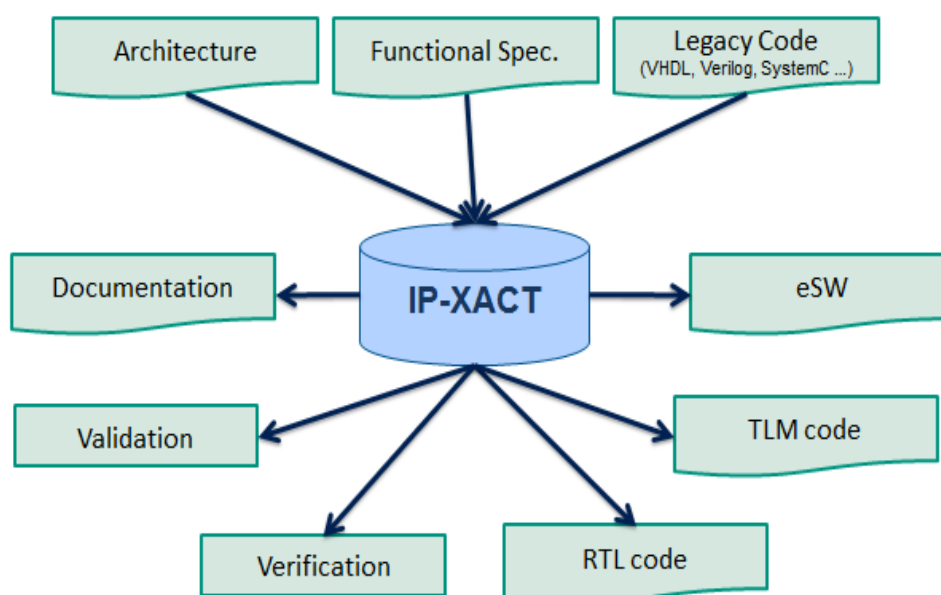 Architecture
Functional Spec.
Legacy Code
(VHDL, Verilog, SystemC ...)
Documentation
IP-XACT
eSW
Validation
TLM code
Verification
RTL code